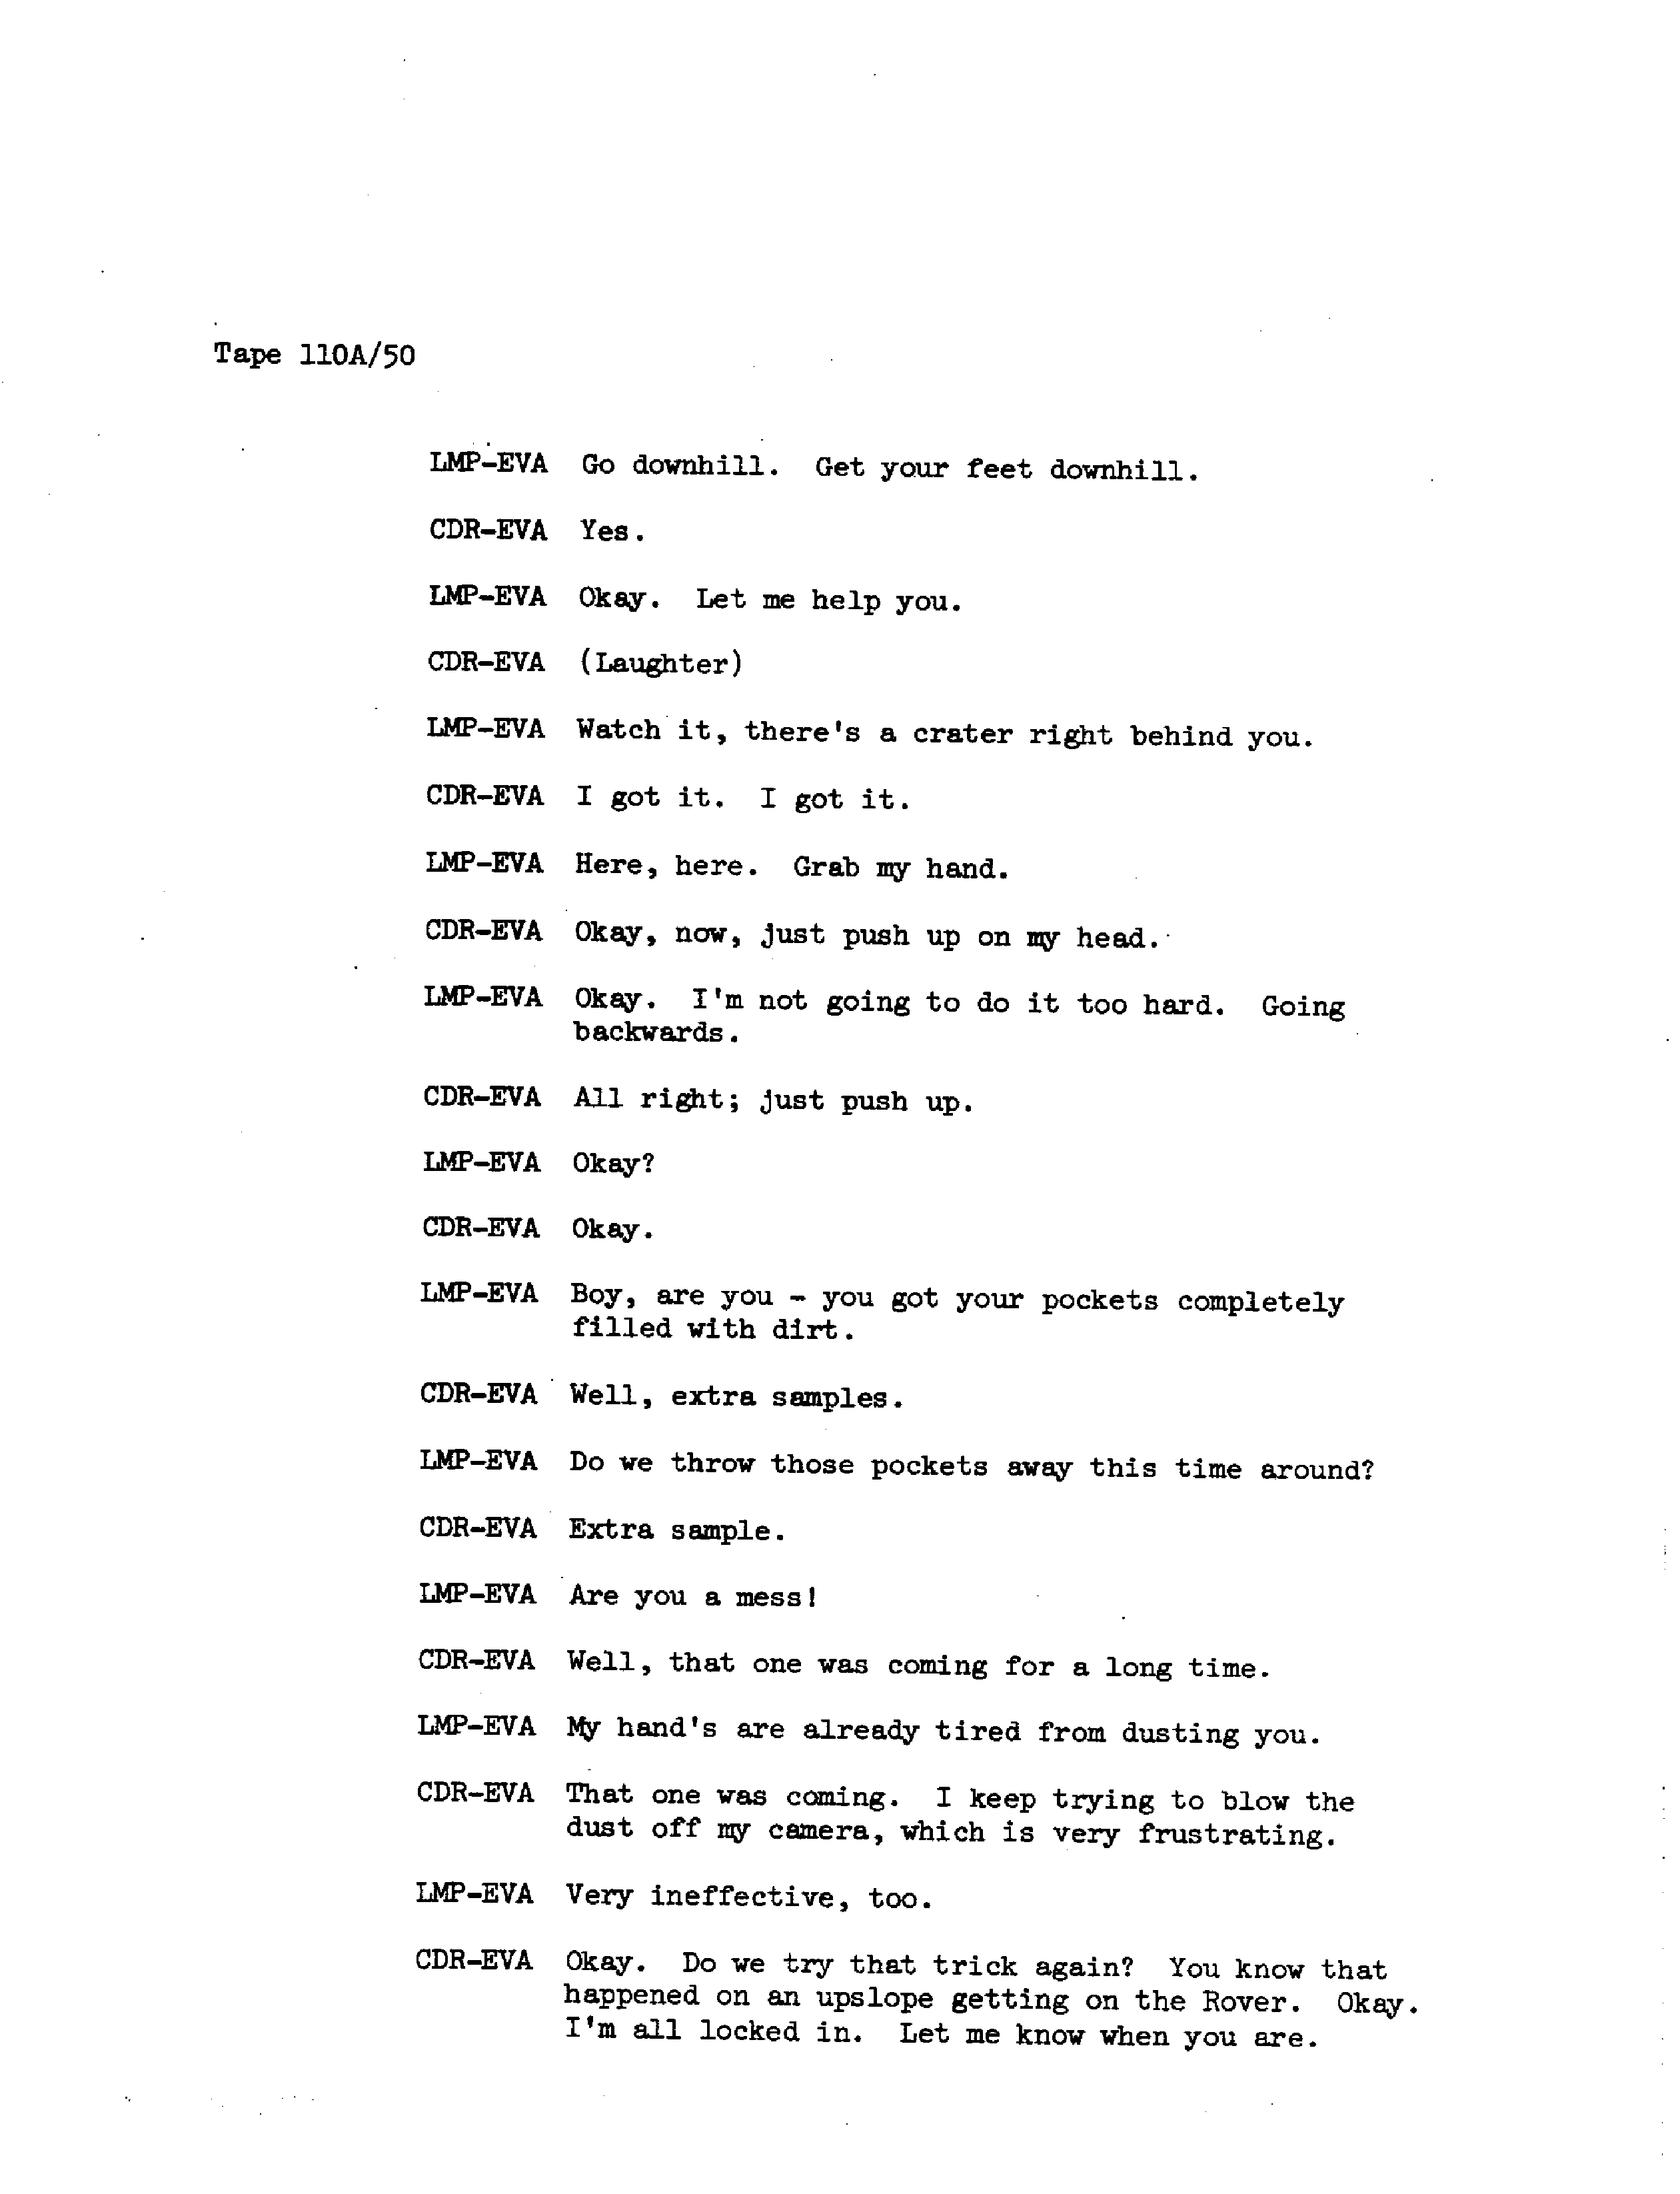 Tape 110A/50
LMP-EVA Go downhill. Get your feet downhill.
CDR-EVA Yes.
LMP-EVA Okay. Let me help you.
CDR-EVA (Laughter)
LMP-EVA Watch it, there's a crater right behind you.
CDR-EVA I got it. I got it.
LMP-EVA Here, here. Grab my hand.
CDR-EVA Okay, now, just push up on my head.
LMP-EVA Okay. I'm not going to do it too hard. Going
backwards.
CDR-EVA All right; just push up.
LMP-EVA Okay?
CDR-EVA Okay.
LMP-EVA Boy, are you - you got your pockets completely
filled with dirt.
CDR-EVA Well, extra samples.
LMP-EVA Do we throw those pockets away this time around?
CDR-EVA Extra sample.
LMP-EVA Are you a mess!
CDR-EVA Well, that one was coming for a long time.
LMP-EVA My hand's are already tired from dusting you.
CDR-EVA That one was coming. I keep trying to blow the
dust off my camera, which is very frustrating.
LMP-EVA Very ineffective, too.
CDR-EVA Okay. Do we try that trick again? You know that
happened on an upslope getting on the Rover. Okay.
I'm all locked in. Let me know when you are.